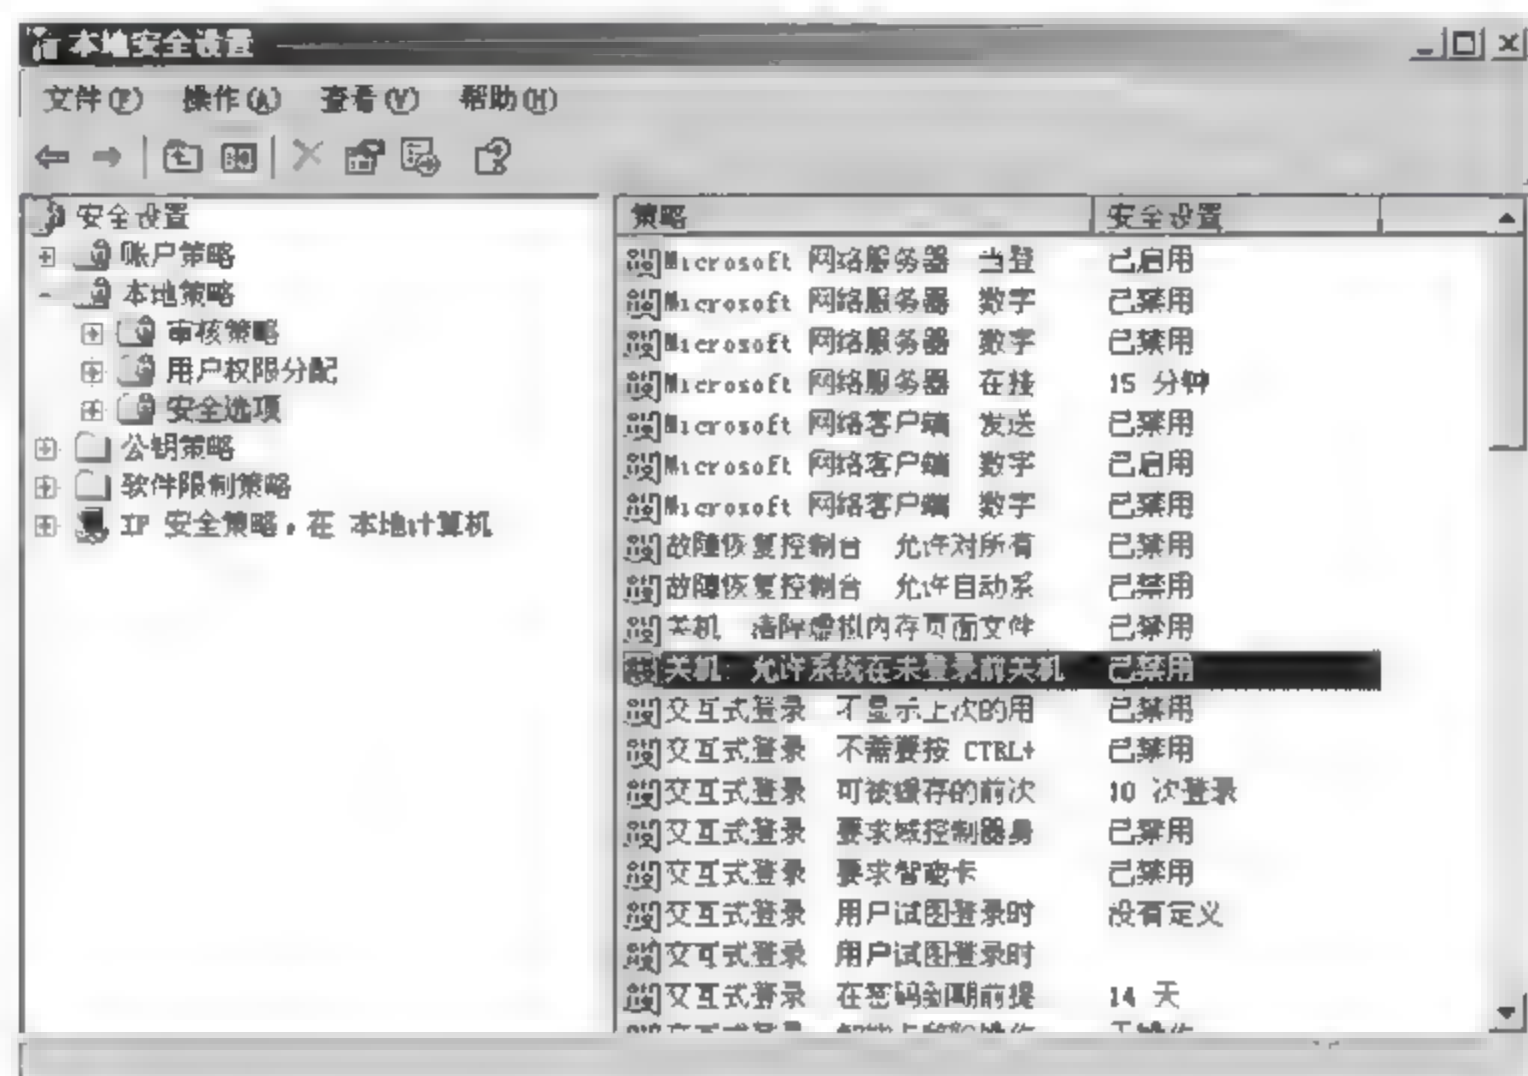 本地安全设置
文件(F) 操作(A) 查看(V) 帮助(H)
安全设置
账户策略
本地策略
审核策略
用户权限分配
安全选项
公钥策略
软件限制策略
IP 安全策略，在 本地计算机
策略 安全设置
Microsoft 网络服务器 当登 已启用
Microsoft 网络服务器 数字 已禁用
Microsoft 网络服务器 数字 已禁用
Microsoft 网络服务器 在接 15 分钟
Microsoft 网络客户端 发送 已禁用
Microsoft 网络客户端 数字 已启用
Microsoft 网络客户端 数字 已禁用
故障恢复控制台 允许对所有 已禁用
故障恢复控制台 允许自动系 已禁用
关机 清除虚拟内存页面文件 已禁用
关机: 允许系统在未登录前关机 已禁用
交互式登录 不显示上次的用 已禁用
交互式登录 不需要按 CTRL+ 已禁用
交互式登录 可被缓存的前次 10 次登录
交互式登录 要求域控制器身 已禁用
交互式登录 要求智能卡 已禁用
交互式登录 用户试图登录时 没有定义
交互式登录 用户试图登录时
交互式登录 在密码到期前提 14 天